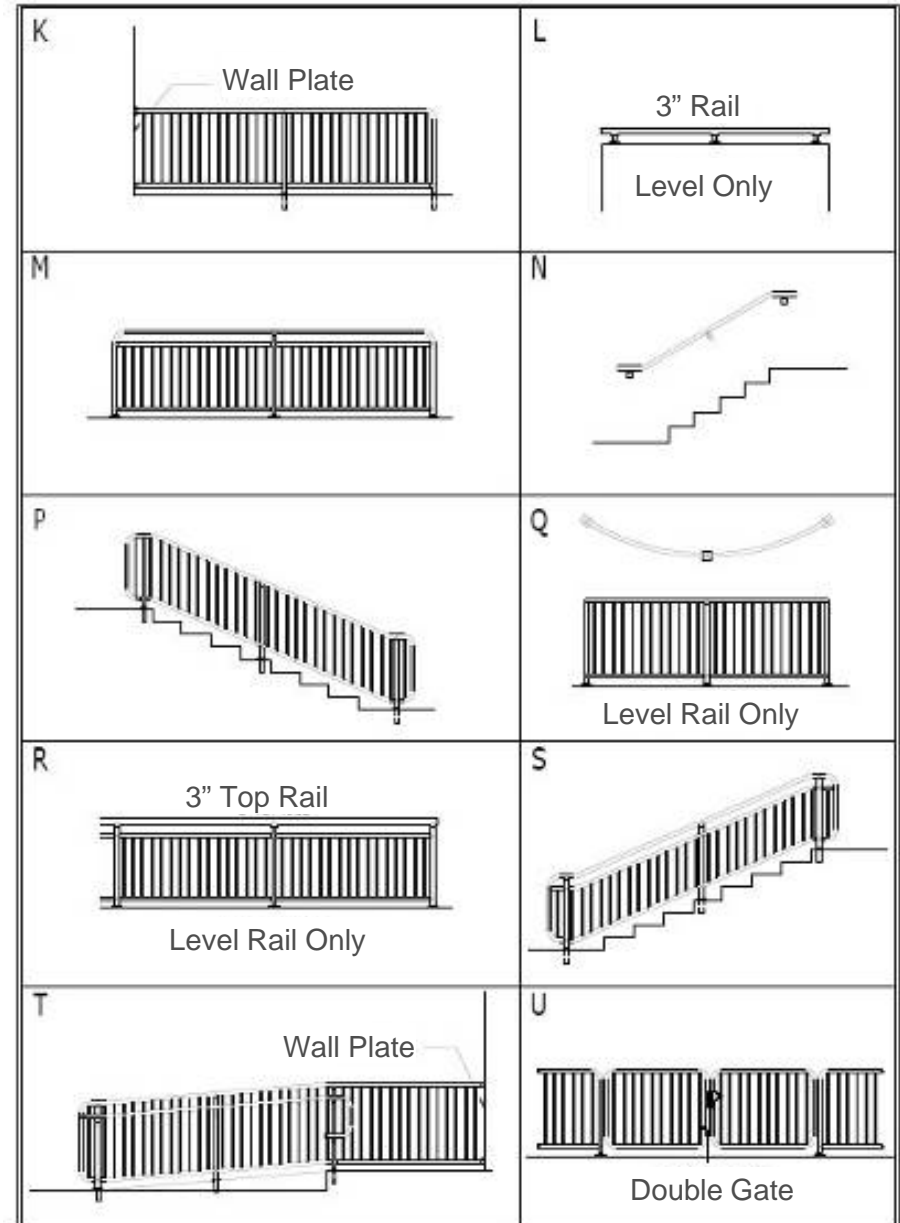 K
Wall Plate
L
3” Rail
Level Only
M
N
P
Q
Level Rail Only
R
3” Top Rail
Level Rail Only
S
T
Wall Plate
U
Double Gate